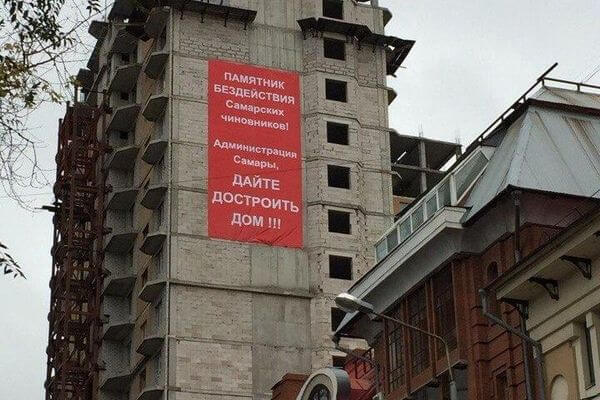 ПАМЯТНИК
БЕЗДЕЙСТВИЯ
Самарских
чиновников!
Администрация
Самары,
ДАЙТЕ
ДОСТРОИТЬ
ДОМ !!!